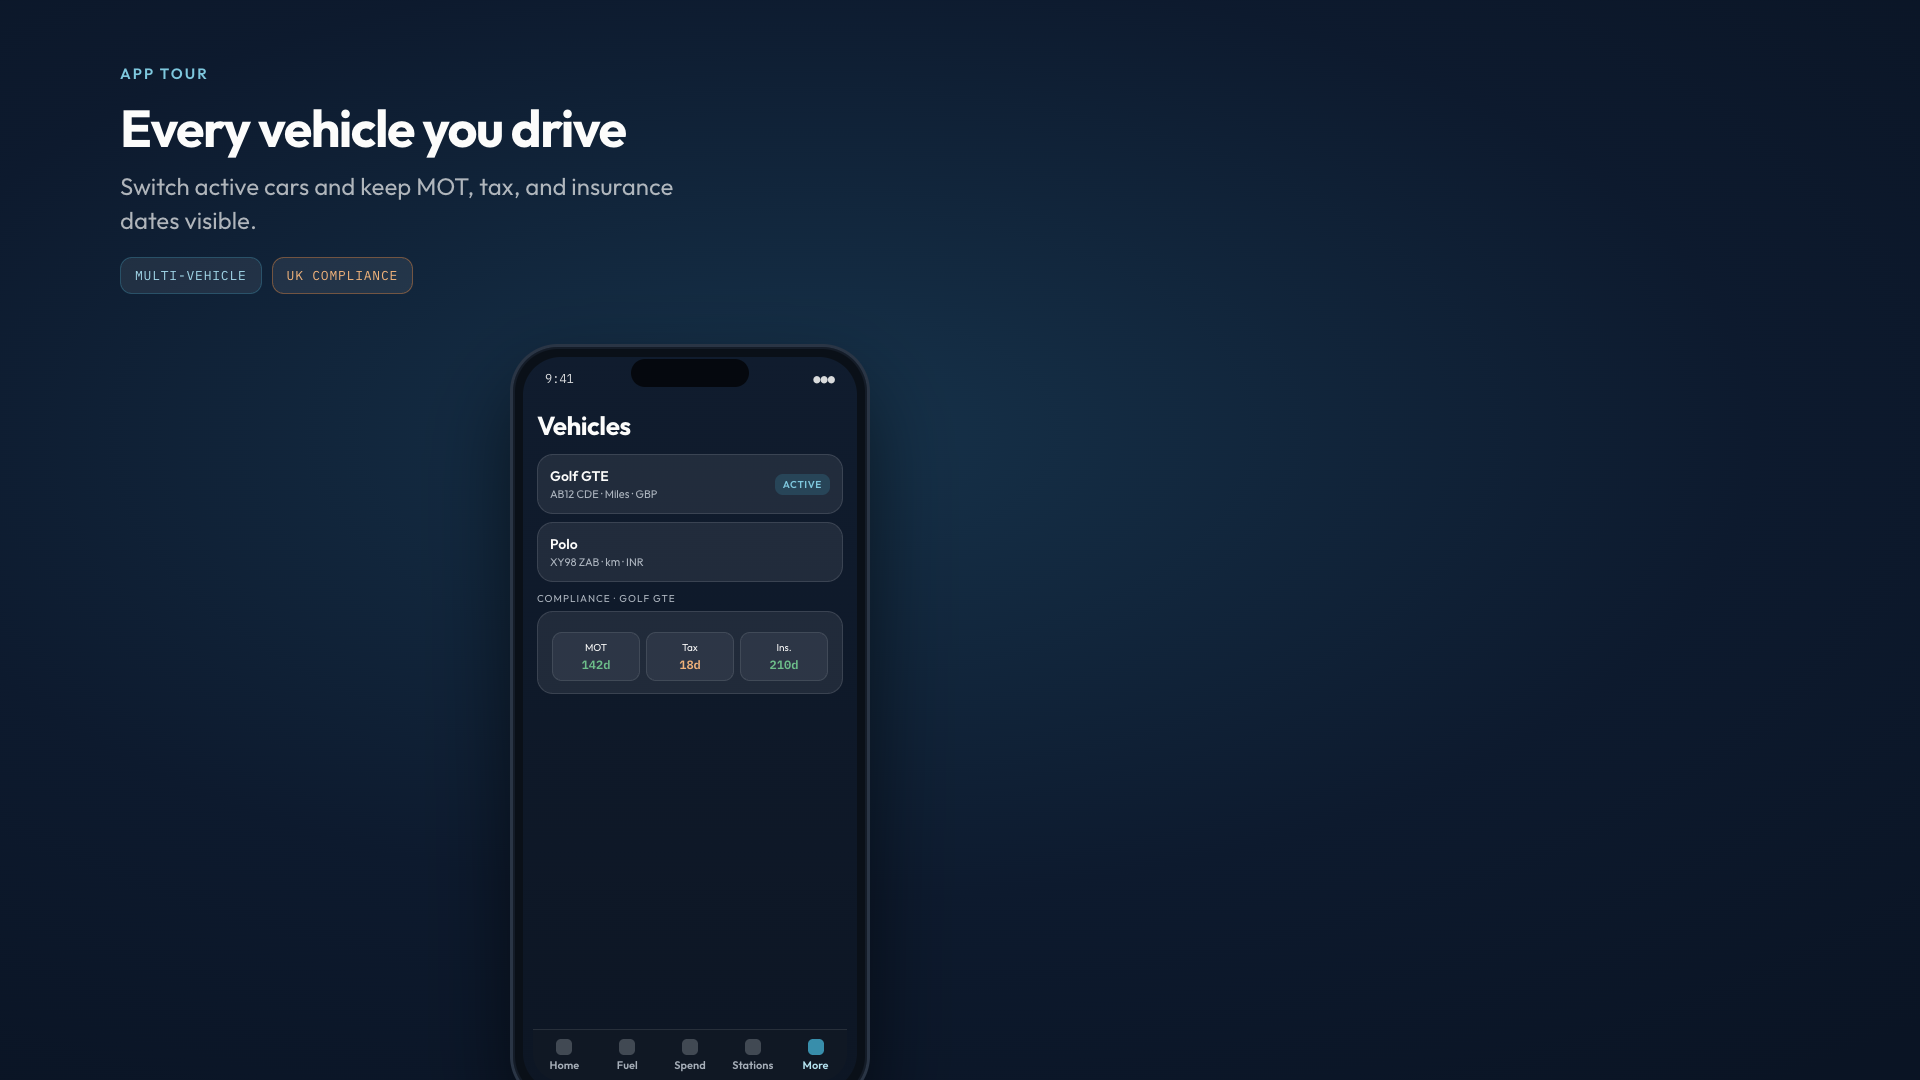 APP TOUR
Every vehicle you drive
Switch active cars and keep MOT, tax, and insurance
dates visible.
MULTI-VEHICLE UK COMPLIANCE
9:41
Vehicles
Golf GTE
AB12 CDE · Miles · GBP
ACTIVE
Polo
XY98 ZAB · km · INR
COMPLIANCE · GOLF GTE
MOT Tax Ins.
142d 18d 210d
Home Fuel Spend Stations More